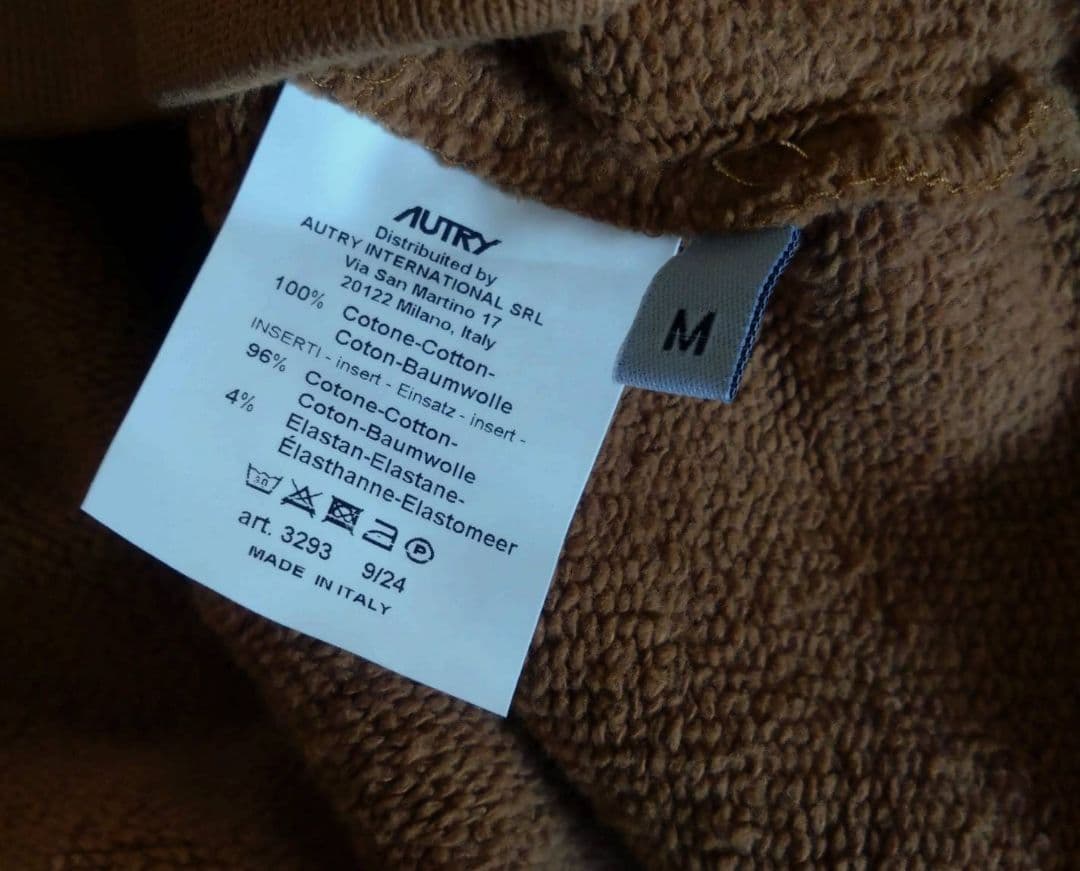 AUTRY
Distribuited by
AUTRY INTERNATIONAL SRL
Via San Martino 17
20122 Milano, Italy
100% Cotone-Cotton-
Coton-Baumwolle
INSERTI - insert - Einsatz - insert -
96% Cotone-Cotton-
Coton-Baumwolle
4% Elastan-Elastane-
Élasthanne-Elastomeer
30 P
art. 3293 9/24
MADE IN ITALY
M